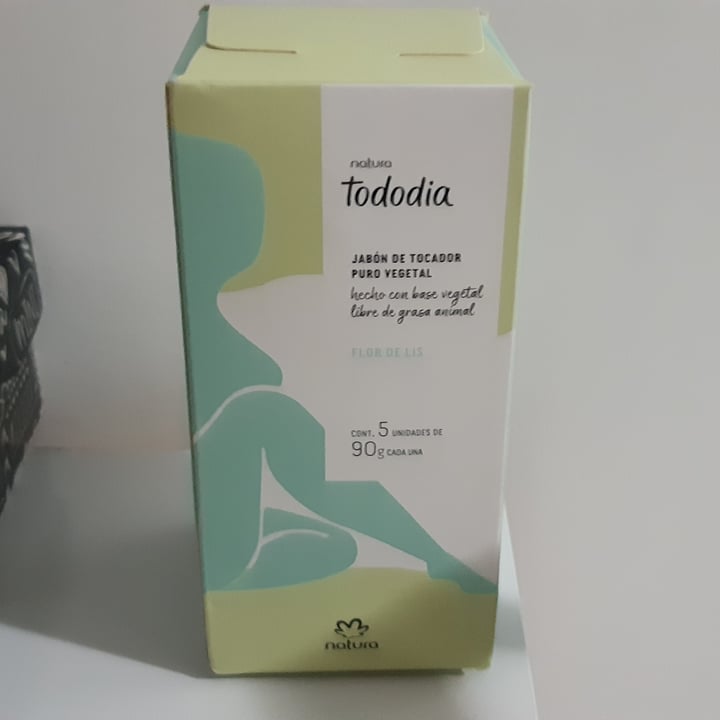 natura
Tododia
JABÓN DE TOCADOR
PURO VEGETAL
hecho con base vegetal
libre de grasa animal
FLOR DE LIS
CONT. 5 UNIDADES DE
90g CADA UNA
natura